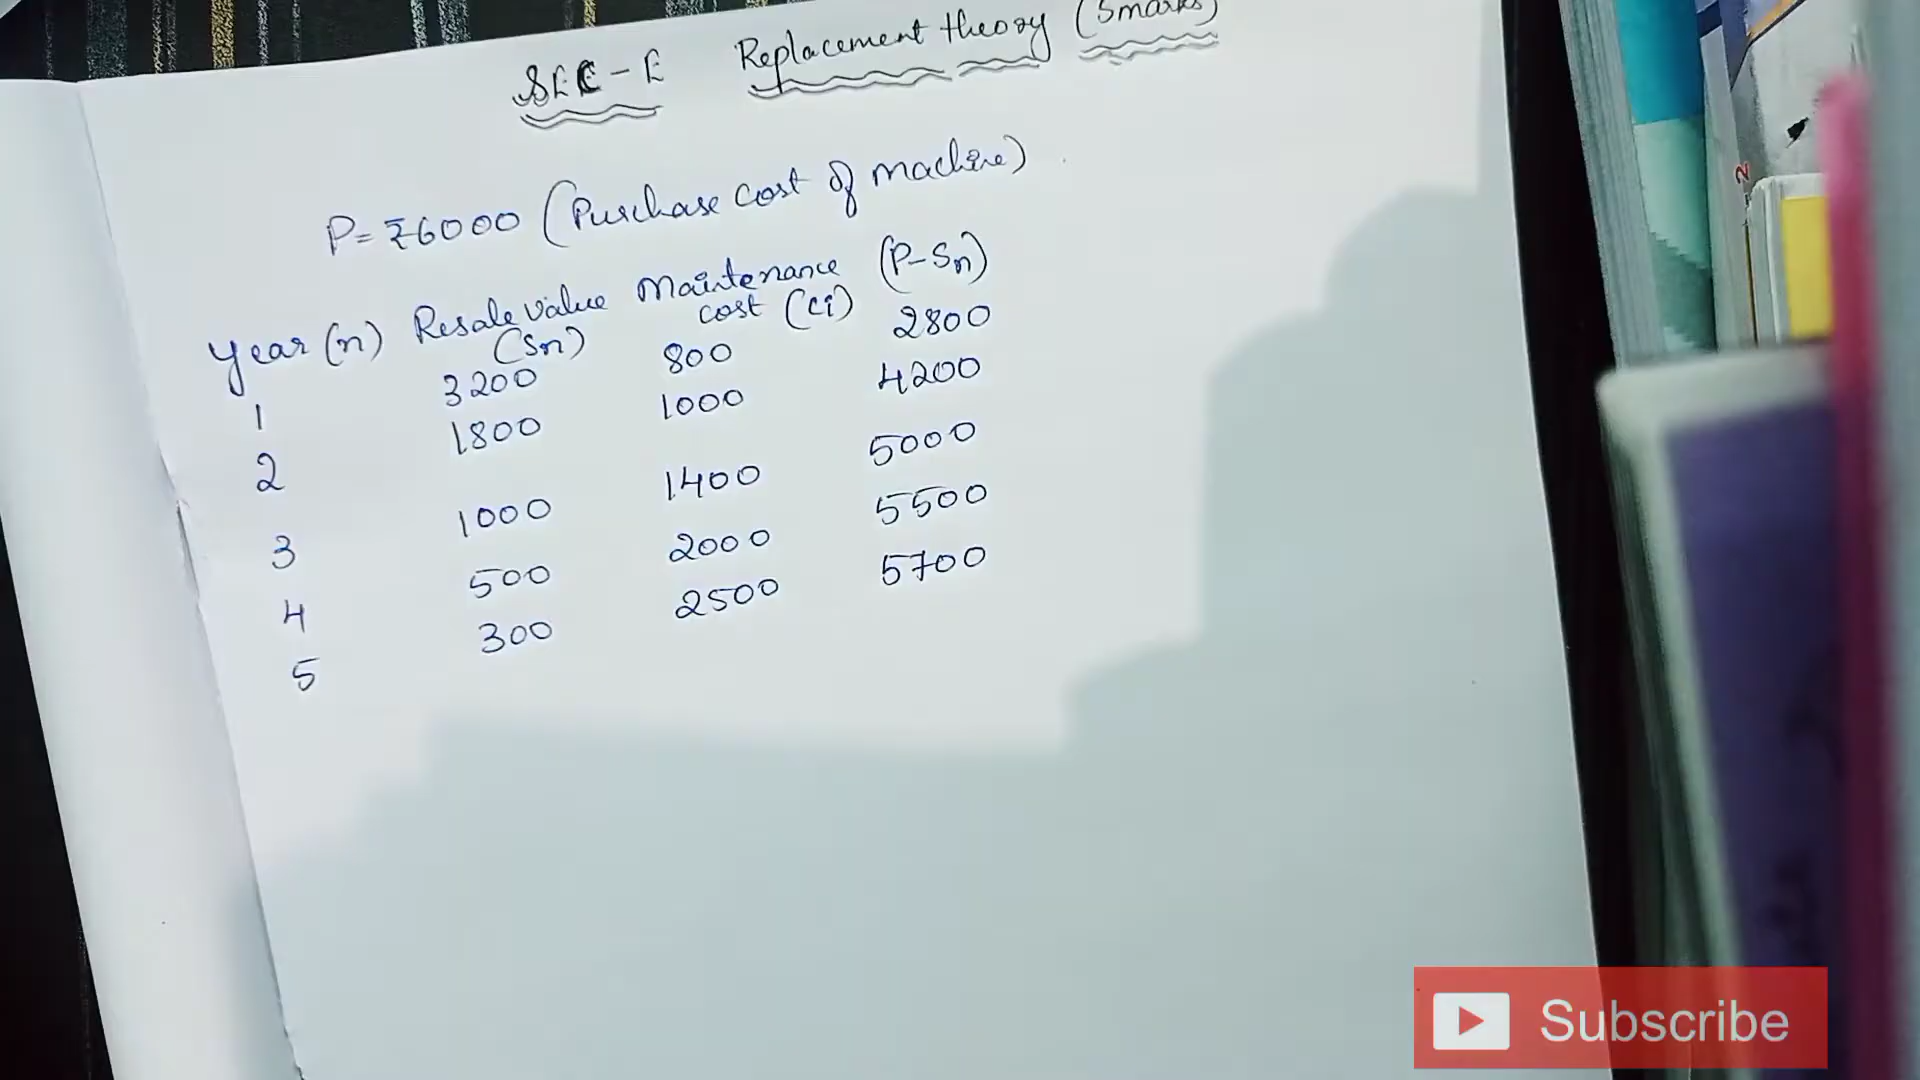 SEC-E Replacement theory (5marks)
P= ₹6000 (Purchase cost of machine)
Year (n) Resale value (Sn) Maintenance cost (Ci) (P-Sn)
1 3200 800 2800
2 1800 1000 4200
3 1000 1400 5000
4 500 2000 5500
5 300 2500 5700
Subscribe